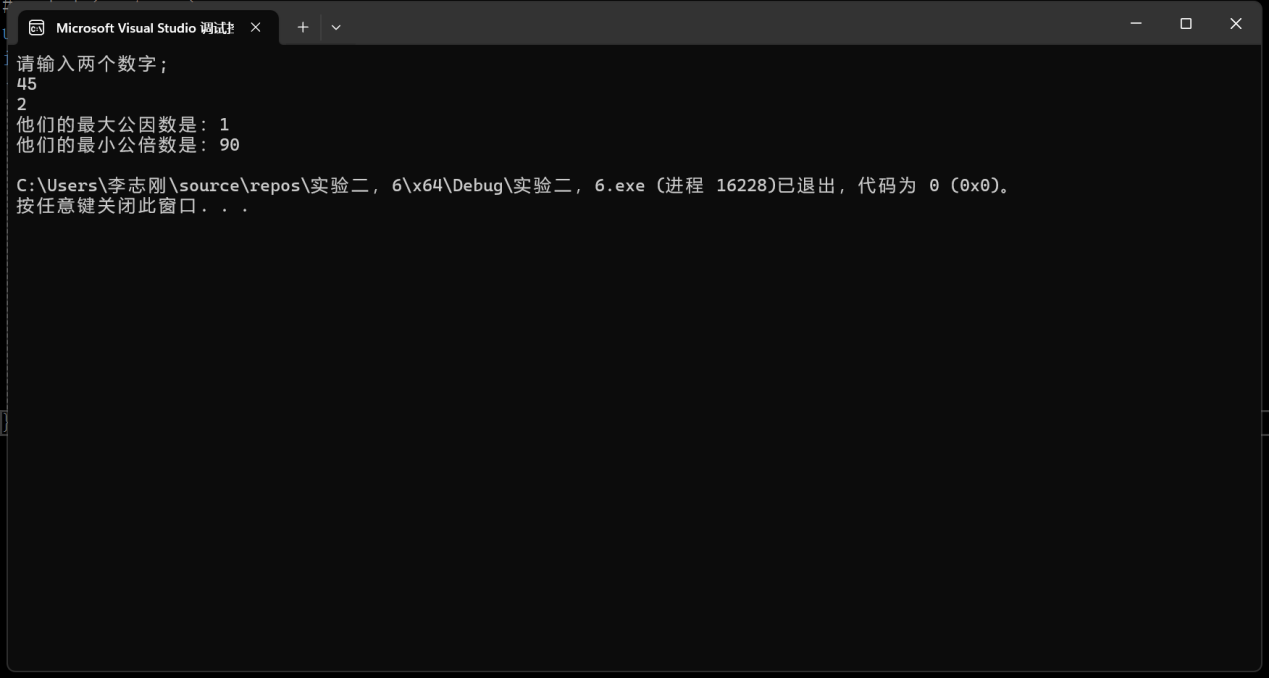 Microsoft Visual Studio 调试控
请输入两个数字;
45
2
他们的最大公因数是: 1
他们的最小公倍数是: 90
C:\Users\李志刚\source\repos\实验二, 6\x64\Debug\实验二, 6.exe (进程 16228)已退出, 代码为 0 (0x0)。
按任意键关闭此窗口. . .